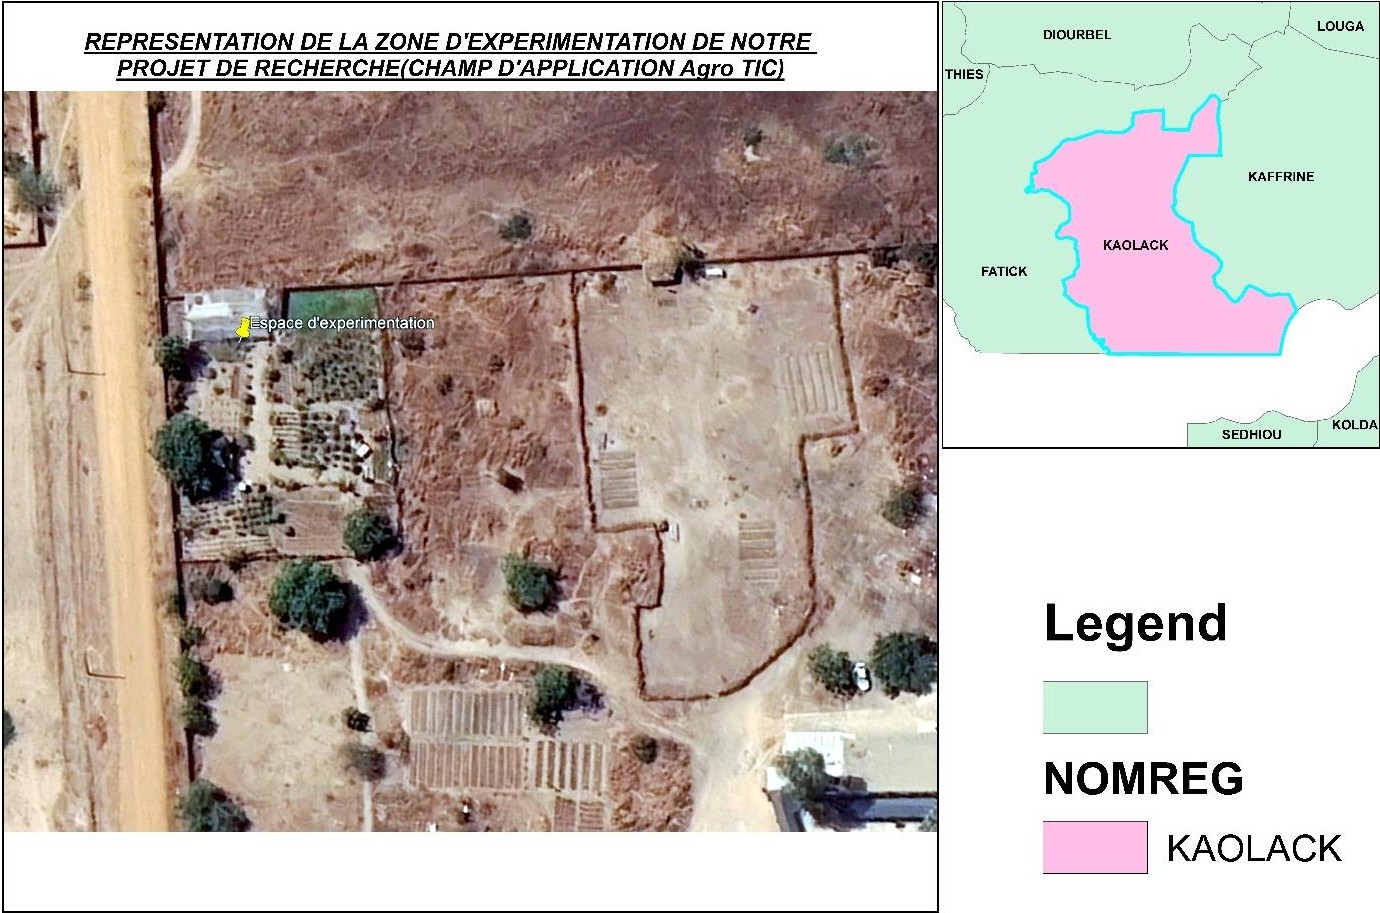 REPRESENTATION DE LA ZONE D'EXPERIMENTATION DE NOTRE
PROJET DE RECHERCHE(CHAMP D'APPLICATION Agro TIC)
Espace d'experimentation
LOUGA
DIOURBEL
THIES
KAFFRINE
KAOLACK
FATICK
KOLDA
SEDHIOU
Legend
NOMREG
KAOLACK